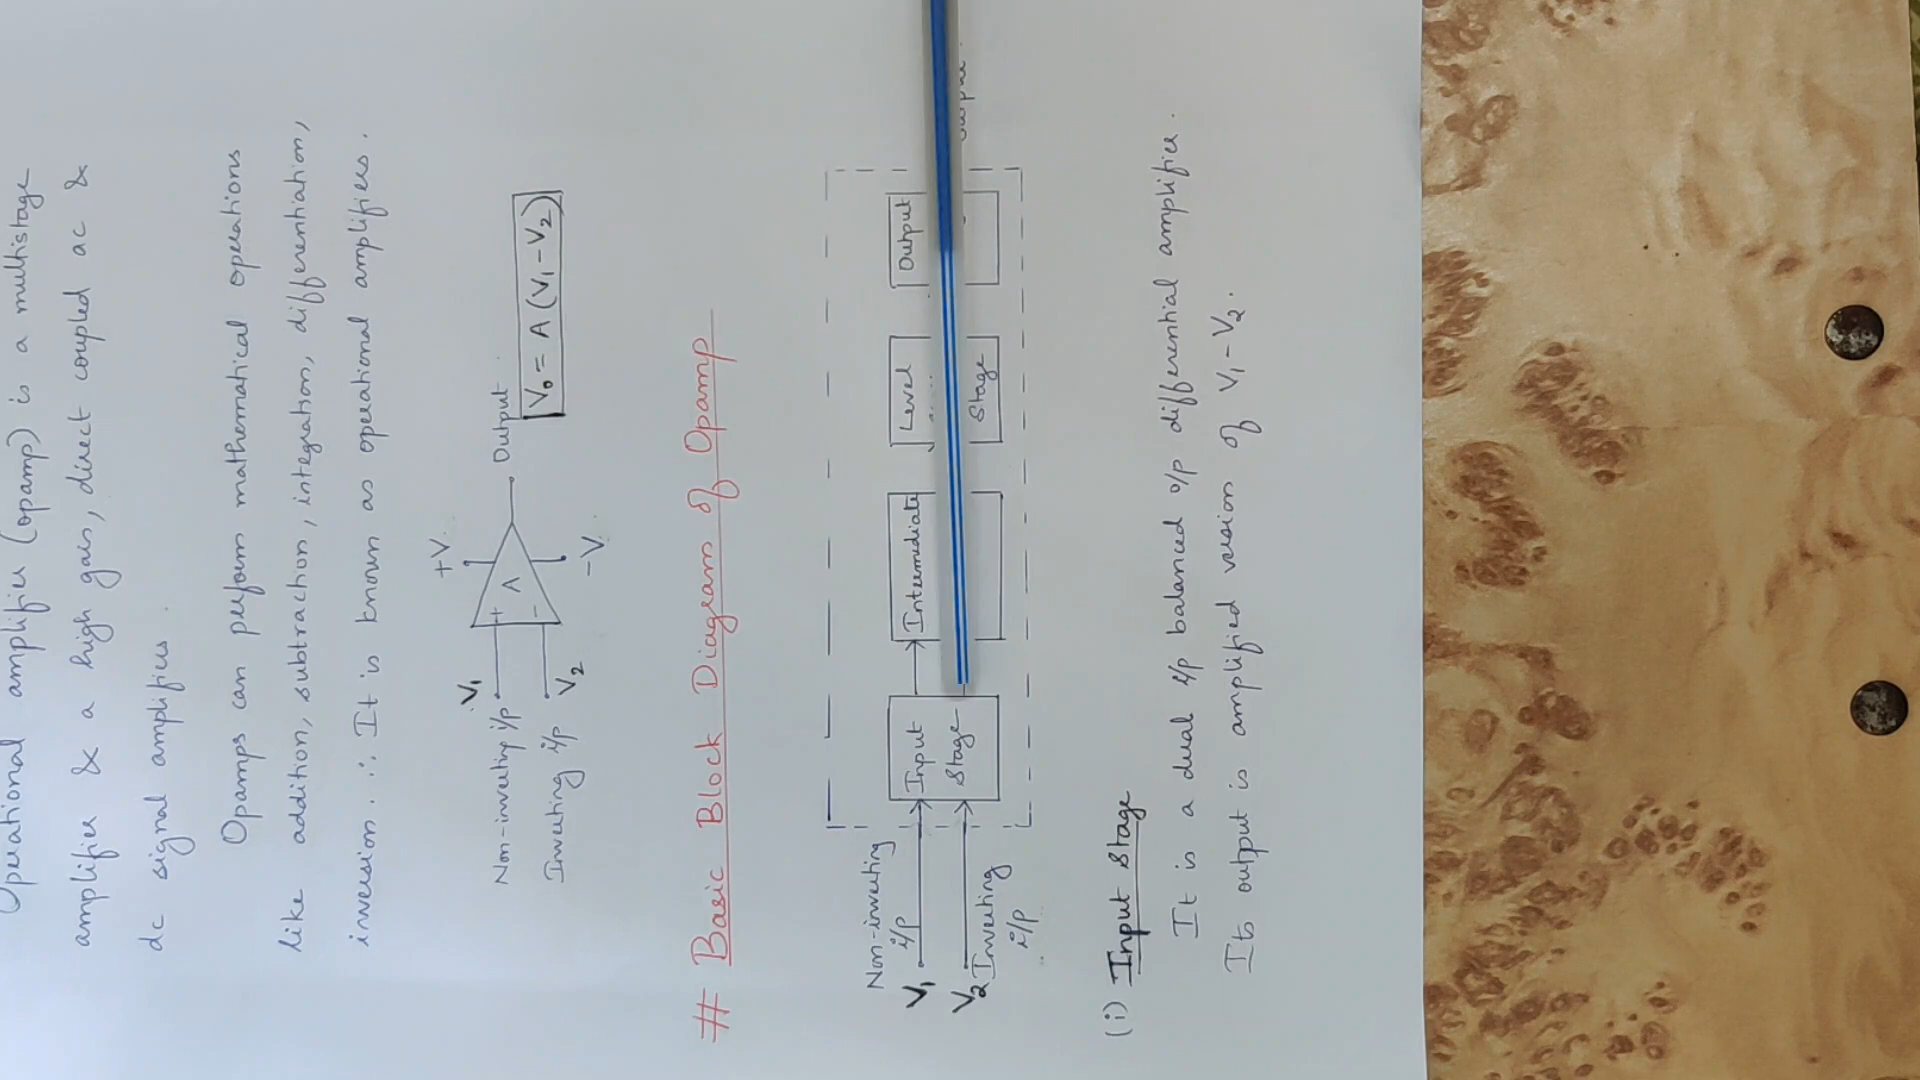 Operational amplifier (opamp) is a multistage
amplifier & a high gain, direct coupled ac &
dc signal amplifiers
Opamps can perform mathematical operations
like addition, subtraction, integration, differentiation,
inversion. ∴ It is known as operational amplifiers.
+V
V1
Non-inverting i/p
+
A
Output
-
Inverting i/p
V2
-V
V0 = A (V1 - V2)
# Basic Block Diagram of Opamp
Non-inverting
i/p
V1
V2 Inverting
i/p
Input
Stage
Intermediate
Level
Stage
Output
(i) Input Stage
It is a dual i/p balanced o/p differential amplifier.
Its output is amplified version of V1 - V2.